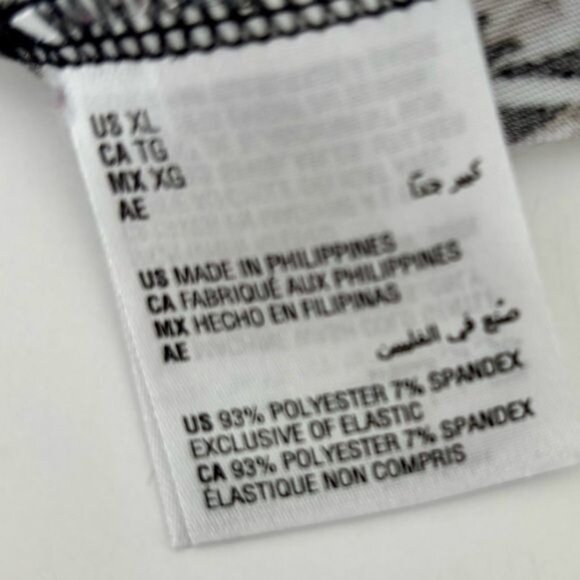 US XL
CA TG
MX XG
AE كبير جدًا
US MADE IN PHILIPPINES
CA FABRIQUÉ AUX PHILIPPINES
MX HECHO EN FILIPINAS
AE صنع في الفلبين
US 93% POLYESTER 7% SPANDEX
EXCLUSIVE OF ELASTIC
CA 93% POLYESTER 7% SPANDEX
ÉLASTIQUE NON COMPRIS